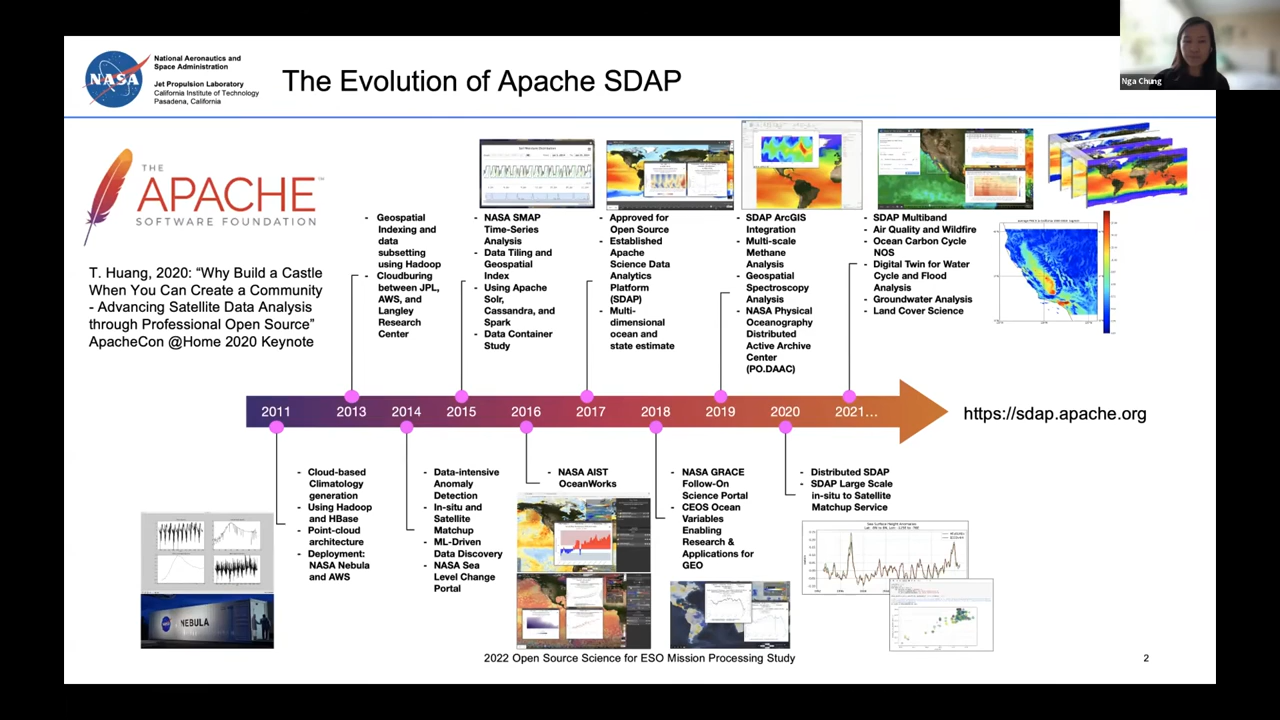 National Aeronautics and
Space Administration
Jet Propulsion Laboratory
California Institute of Technology
Pasadena, California
NASA
The Evolution of Apache SDAP
Nga Chung
THE
APACHE
SOFTWARE FOUNDATION
T. Huang, 2020: “Why Build a Castle
When You Can Create a Community
- Advancing Satellite Data Analysis
through Professional Open Source”
ApacheCon @Home 2020 Keynote
- Geospatial
Indexing and
data
subsetting
using Hadoop
- Cloudburing
between JPL,
AWS, and
Langley
Research
Center
- NASA SMAP
Time-Series
Analysis
- Data Tiling and
Geospatial
Index
- Using Apache
Solr,
Cassandra, and
Spark
- Data Container
Study
- Approved for
Open Source
- Established
Apache
Science Data
Analytics
Platform
(SDAP)
- Multi-
dimensional
ocean and
state estimate
- SDAP ArcGIS
Integration
- Multi-scale
Methane
Analysis
- Geospatial
Spectroscopy
Analysis
- NASA Physical
Oceanography
Distributed
Active Archive
Center
(PO.DAAC)
- SDAP Multiband
- Air Quality and Wildfire
- Ocean Carbon Cycle
NOS
- Digital Twin for Water
Cycle and Flood
Analysis
- Groundwater Analysis
- Land Cover Science
2011 2013 2014 2015 2016 2017 2018 2019 2020 2021...
https://sdap.apache.org
- Cloud-based
Climatology
generation
- Using Hadoop
and HBase
- Point-cloud
architecture
- Deployment:
NASA Nebula
and AWS
- Data-intensive
Anomaly
Detection
- In-situ and
Satellite
Matchup
- ML-Driven
Data Discovery
- NASA Sea
Level Change
Portal
- NASA AIST
OceanWorks
- NASA GRACE
Follow-On
Science Portal
- CEOS Ocean
Variables
Enabling
Research &
Applications for
GEO
- Distributed SDAP
- SDAP Large Scale
in-situ to Satellite
Matchup Service
NEBULA
2022 Open Source Science for ESO Mission Processing Study
2